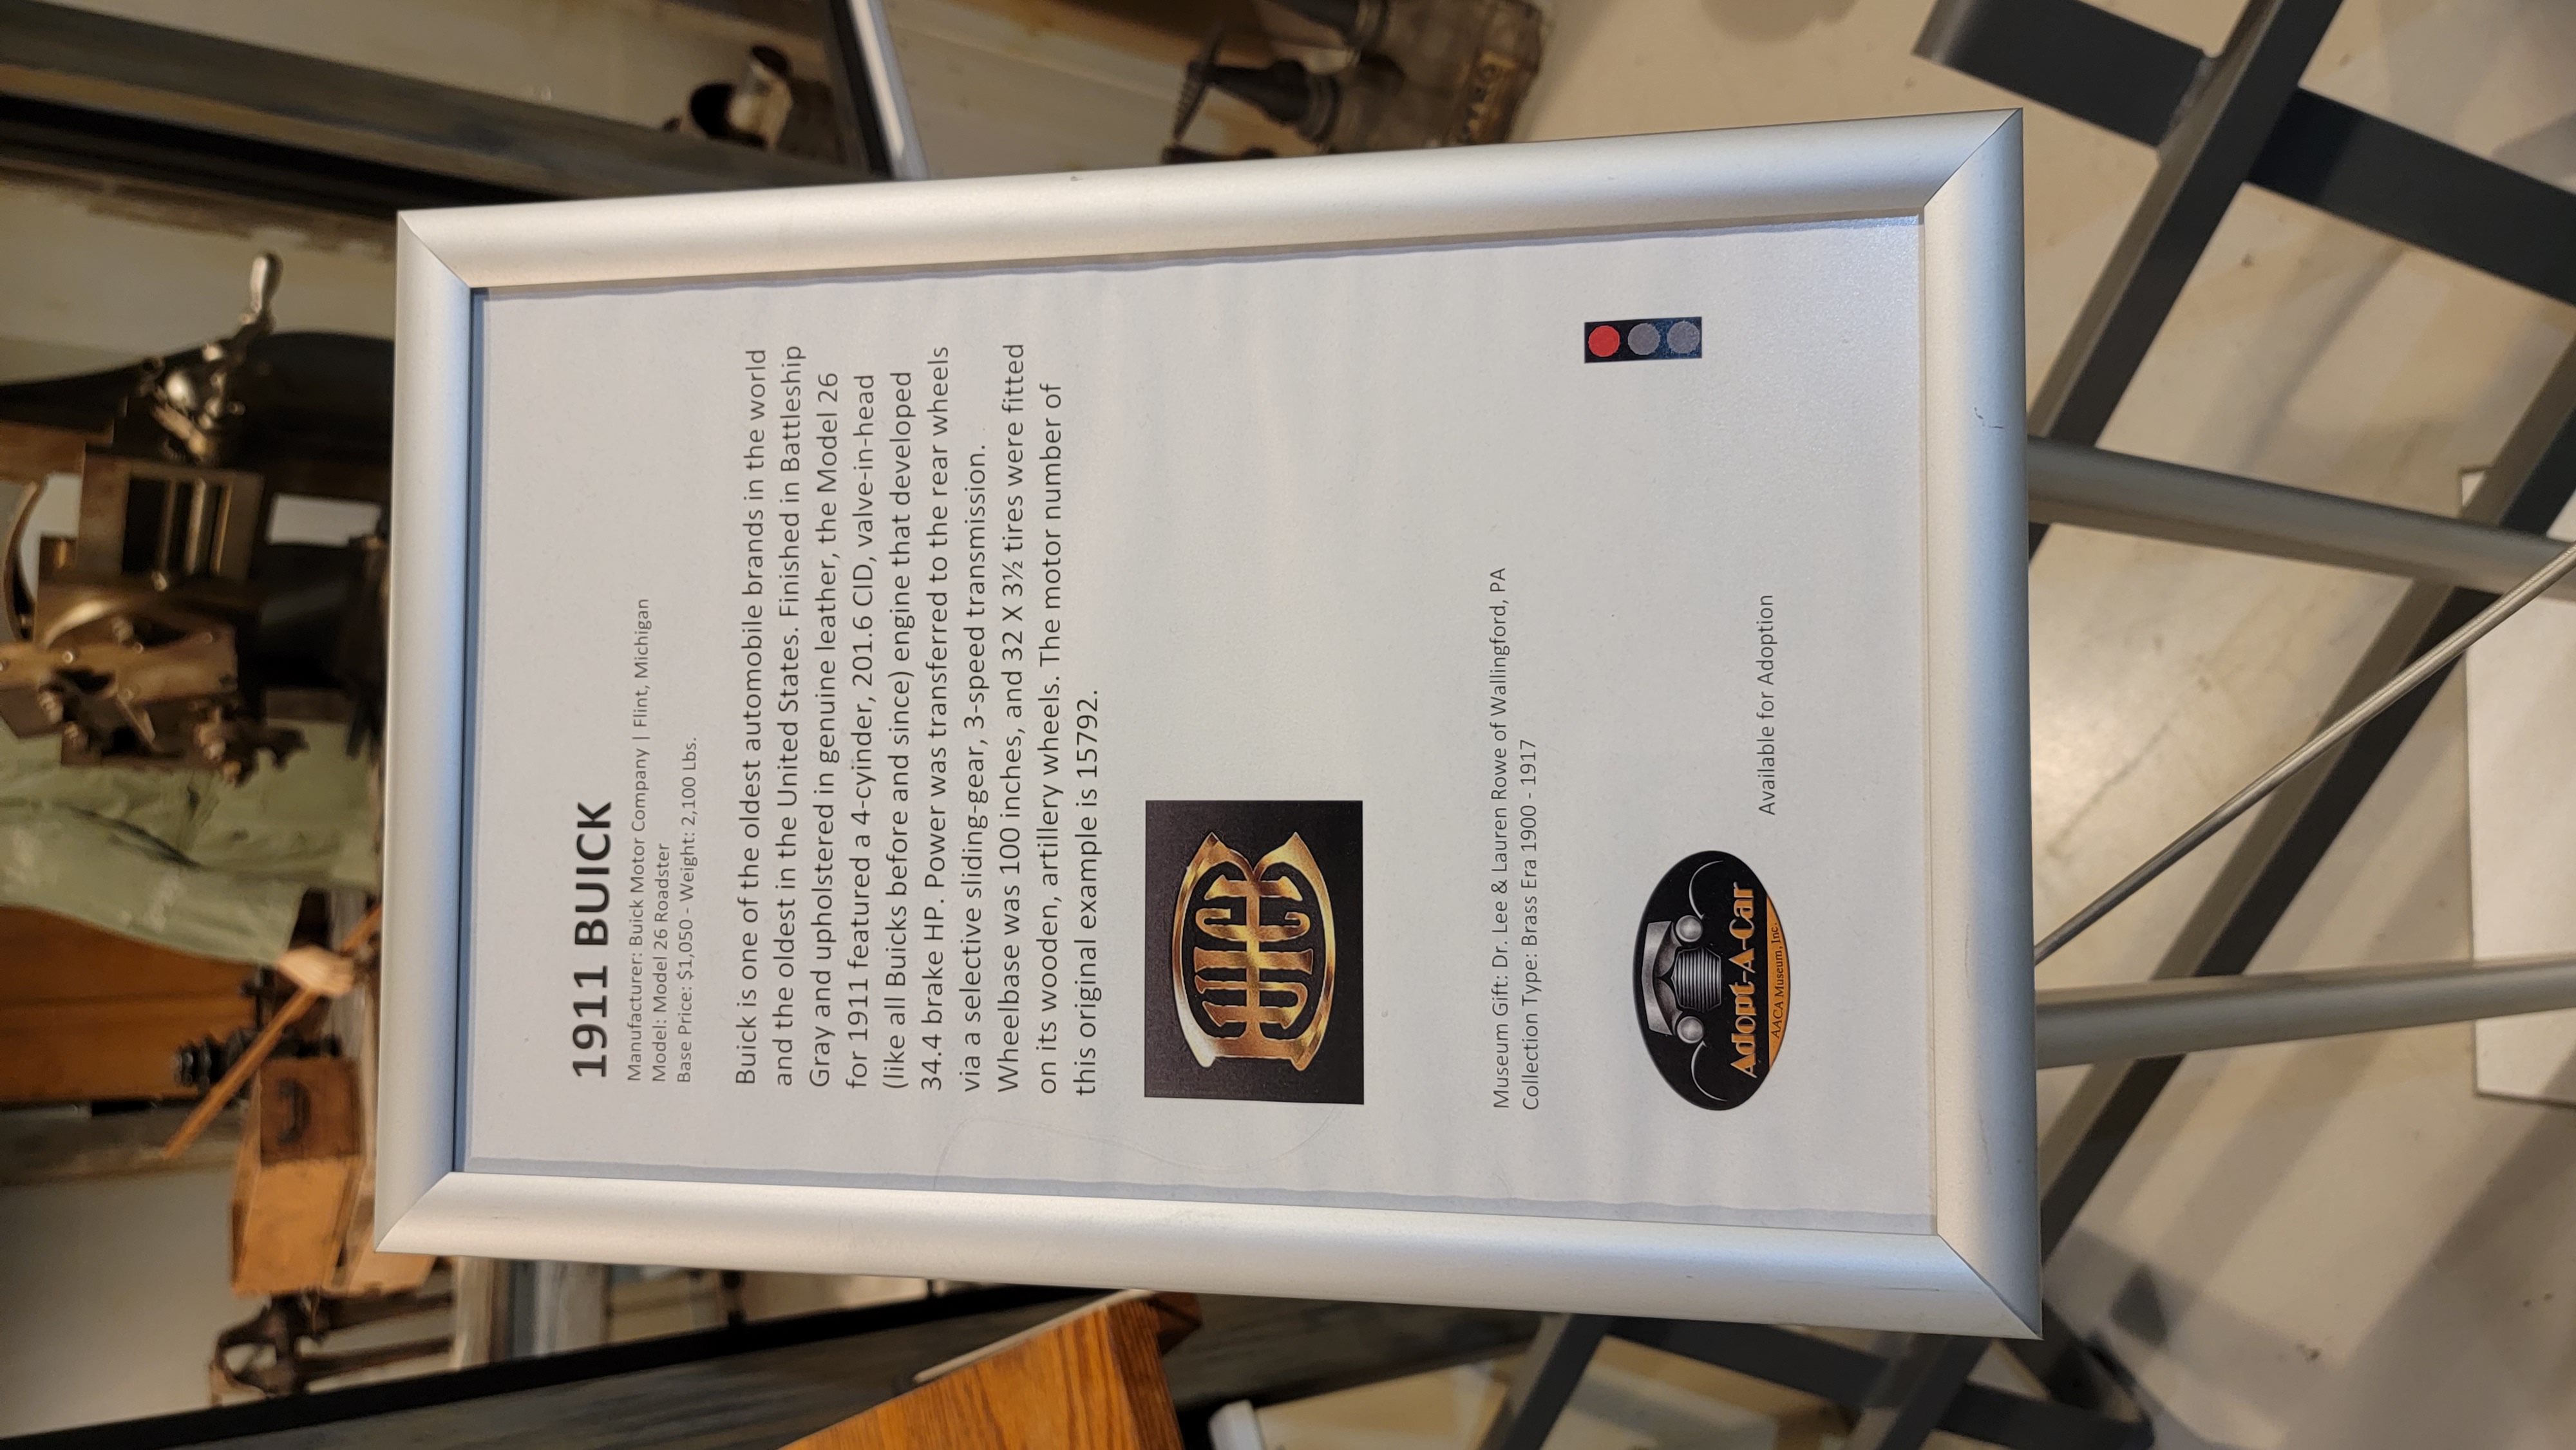 1911 BUICK
Manufacturer: Buick Motor Company | Flint, Michigan
Model: Model 26 Roadster
Base Price: $1,050 - Weight: 2,100 Lbs.
Buick is one of the oldest automobile brands in the world
and the oldest in the United States. Finished in Battleship
Gray and upholstered in genuine leather, the Model 26
for 1911 featured a 4-cyinder, 201.6 CID, valve-in-head
(like all Buicks before and since) engine that developed
34.4 brake HP. Power was transferred to the rear wheels
via a selective sliding-gear, 3-speed transmission.
Wheelbase was 100 inches, and 32 X 3½ tires were fitted
on its wooden, artillery wheels. The motor number of
this original example is 15792.
BUICK
Museum Gift: Dr. Lee & Lauren Rowe of Wallingford, PA
Collection Type: Brass Era 1900 - 1917
Adopt-A-Car
AACA Museum, Inc.
Available for Adoption